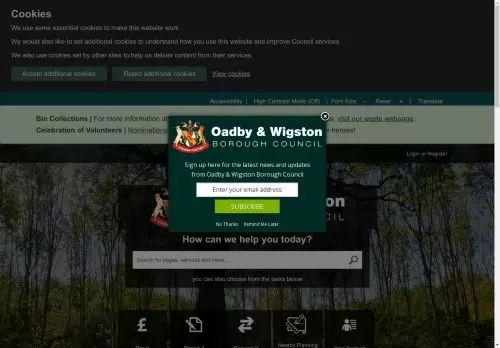 Cookies
We use some essential cookies to make this website work.
We would also like to set additional cookies to understand how you use this website and improve Council services.
We also use cookies set by other sites to help us deliver content from their services.
Accept additional cookies
Reject additional cookies
View cookies
Accessibility | High Contrast Mode (Off) | Font Size: − Reset + | Translate
Bin Collections | For more information
visit our waste webpage.
Celebration of Volunteers | Nominations
heroes!
Login or Register
Oadby & Wigston
BOROUGH COUNCIL
Sign up here for the latest news and updates
from Oadby & Wigston Borough Council
Enter your email address
SUBSCRIBE
No Thanks
Remind Me Later
How can we help you today?
Search for pages, services and more...
you can also choose from the tasks below
Nearby Planning